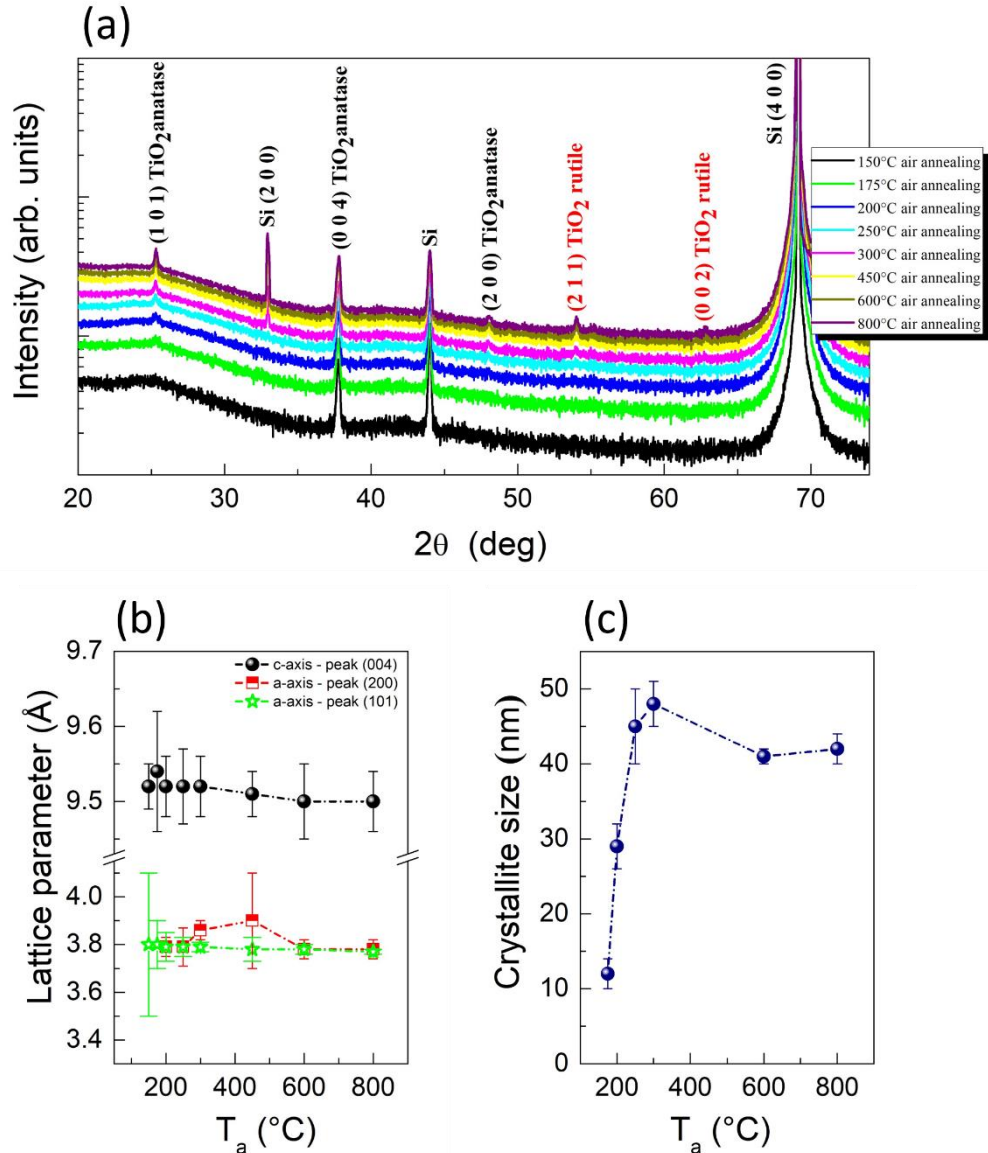 (a)
Intensity (arb. units)
(1 0 1) TiO2anatase
Si (2 0 0)
(0 0 4) TiO2anatase
Si
(2 0 0) TiO2anatase
(2 1 1) TiO2 rutile
(0 0 2) TiO2 rutile
Si (4 0 0)
150°C air annealing
175°C air annealing
200°C air annealing
250°C air annealing
300°C air annealing
450°C air annealing
600°C air annealing
800°C air annealing
20 30 40 50 60 70
2θ (deg)
(b)
Lattice parameter (Å)
9.7
9.6
9.5
4.0
3.8
3.6
3.4
c-axis - peak (004)
a-axis - peak (200)
a-axis - peak (101)
200 400 600 800
Ta (°C)
(c)
Crystallite size (nm)
50
40
30
20
10
0
200 400 600 800
Ta (°C)